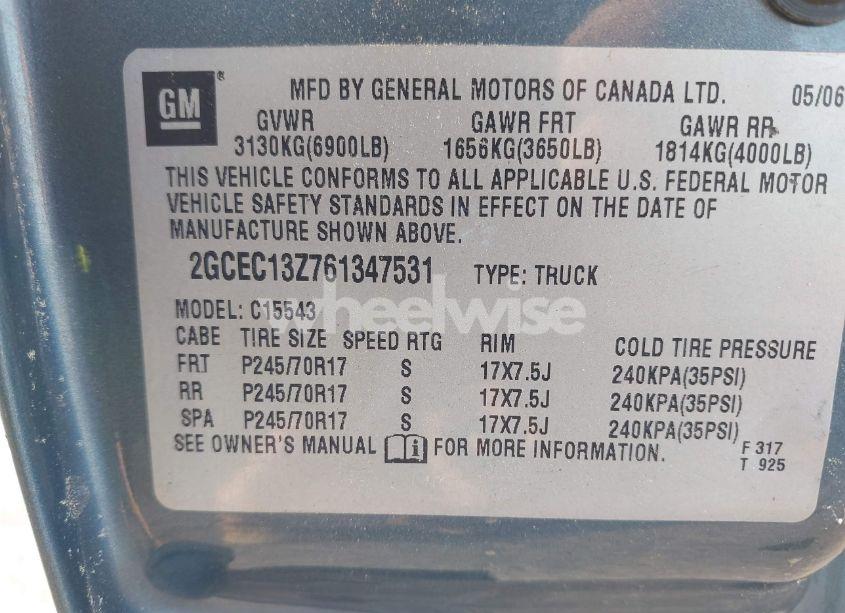 GM ® MFD BY GENERAL MOTORS OF CANADA LTD. 05/06
GVWR GAWR FRT GAWR RR
3130KG(6900LB) 1656KG(3650LB) 1814KG(4000LB)
THIS VEHICLE CONFORMS TO ALL APPLICABLE U.S. FEDERAL MOTOR
VEHICLE SAFETY STANDARDS IN EFFECT ON THE DATE OF
MANUFACTURE SHOWN ABOVE.
2GCEC13Z761347531 TYPE: TRUCK
wheelwise
MODEL: C15543
CABE TIRE SIZE SPEED RTG RIM COLD TIRE PRESSURE
FRT P245/70R17 S 17X7.5J 240KPA(35PSI)
RR P245/70R17 S 17X7.5J 240KPA(35PSI)
SPA P245/70R17 S 17X7.5J 240KPA(35PSI)
SEE OWNER'S MANUAL i FOR MORE INFORMATION. F 317
T 925